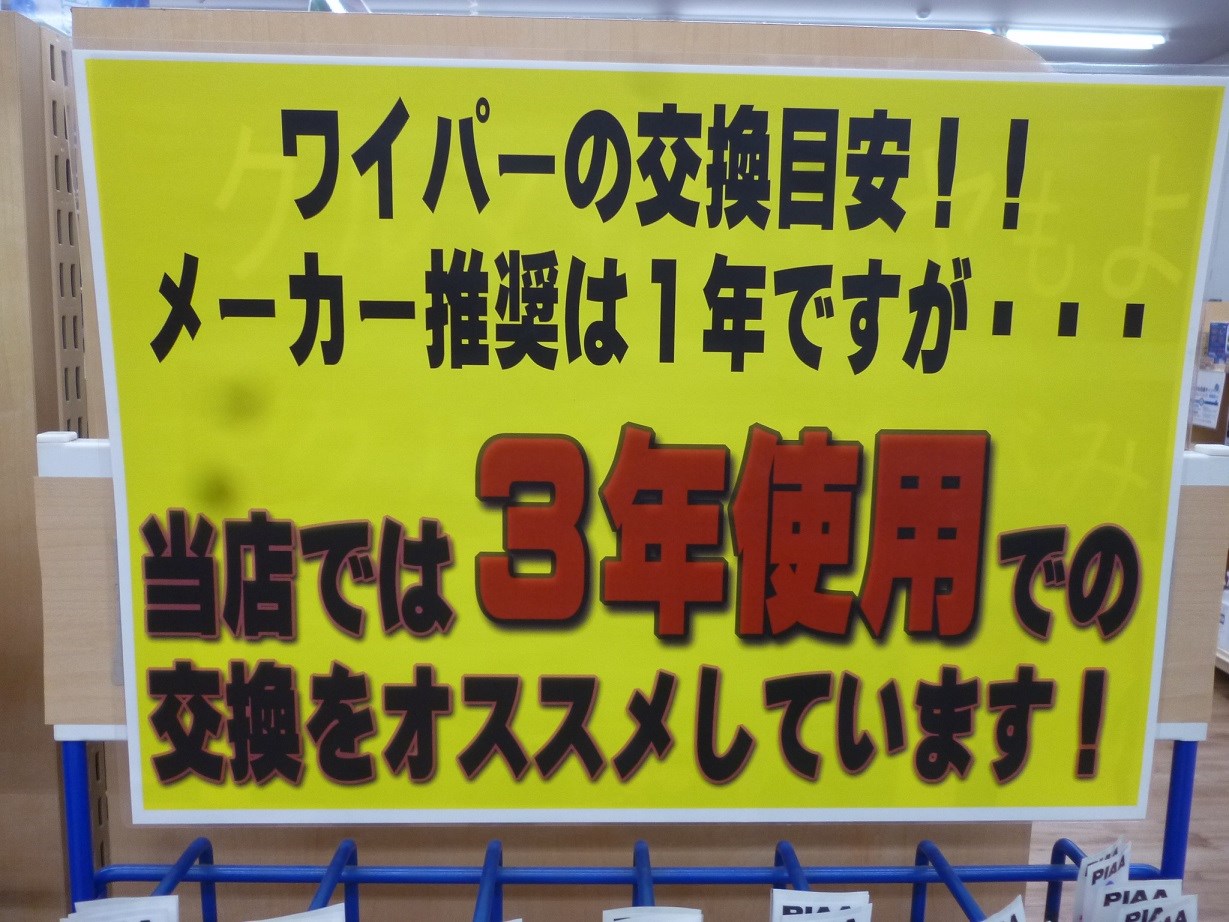 ワイパーの交換目安！！
メーカー推奨は１年ですが・・・
当店では３年使用での
交換をオススメしています！
PIAA
PIAA
PIAA